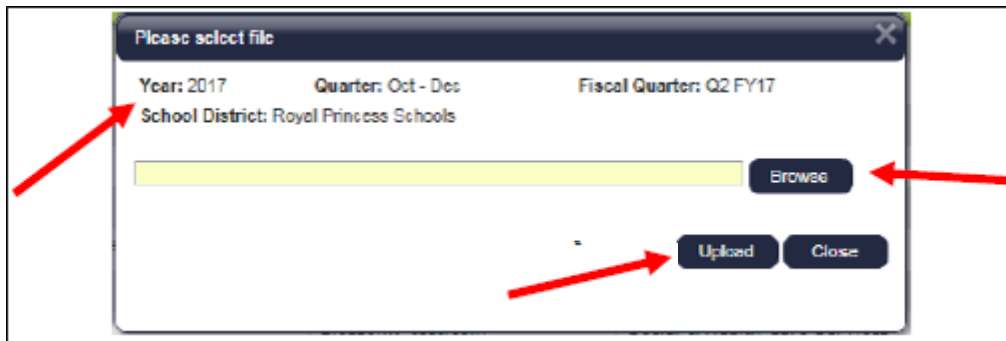 Please select file
Year: 2017 Quarter: Oct - Dec Fiscal Quarter: Q2 FY17
School District: Royal Princess Schools
Browse
Upload Close